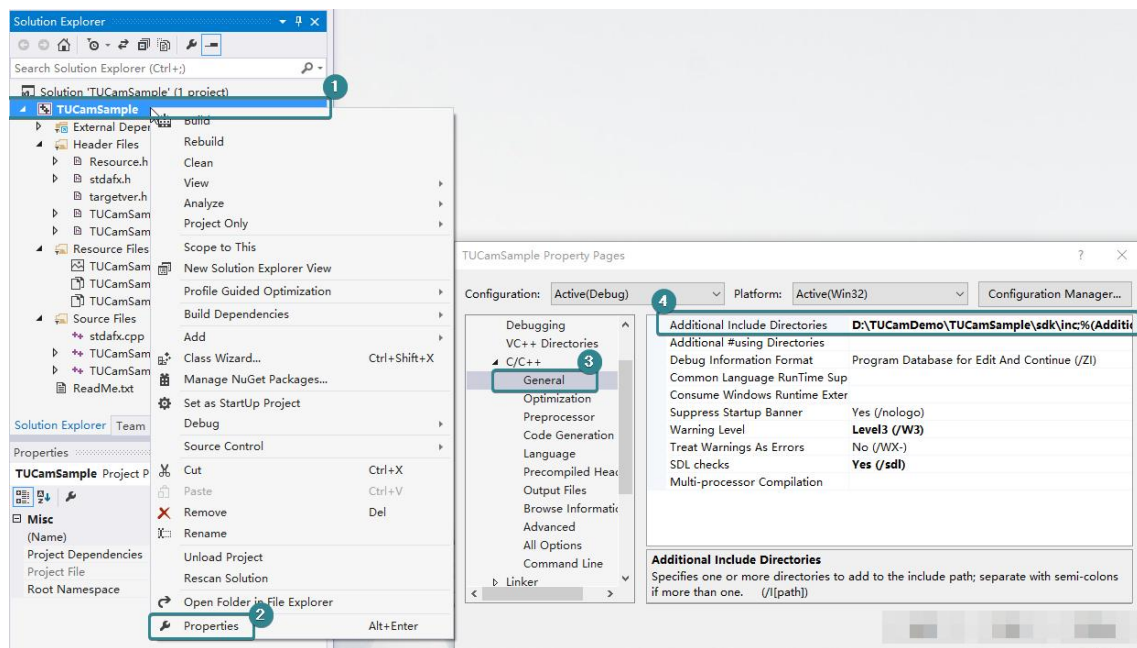 Solution Explorer
Search Solution Explorer (Ctrl+;)
Solution 'TUCamSample' (1 project)
1
TUCamSample
External Deper
Header Files
Resource.h
stdafx.h
targetver.h
TUCamSam
TUCamSam
Resource Files
TUCamSam
TUCamSam
TUCamSam
Source Files
stdafx.cpp
TUCamSam
TUCamSam
ReadMe.txt
Solution Explorer Team
Properties
TUCamSample Project P
Misc
(Name)
Project Dependencies
Project File
Root Namespace
Build
Rebuild
Clean
View
Analyze
Project Only
Scope to This
New Solution Explorer View
Profile Guided Optimization
Build Dependencies
Add
Class Wizard... Ctrl+Shift+X
Manage NuGet Packages...
Set as StartUp Project
Debug
Source Control
Cut Ctrl+X
Paste Ctrl+V
Remove Del
Rename
Unload Project
Rescan Solution
Open Folder in File Explorer
2
Properties Alt+Enter
TUCamSample Property Pages ?
Configuration: Active(Debug) Platform: Active(Win32) Configuration Manager...
Debugging
VC++ Directories
C/C++
3
General
Optimization
Preprocessor
Code Generation
Language
Precompiled Head
Output Files
Browse Informatic
Advanced
All Options
Command Line
Linker
4
Additional Include Directories D:\TUCamDemo\TUCamSample\sdk\inc;%(Additic
Additional #using Directories
Debug Information Format Program Database for Edit And Continue (/ZI)
Common Language RunTime Sup
Consume Windows Runtime Exter
Suppress Startup Banner Yes (/nologo)
Warning Level Level3 (/W3)
Treat Warnings As Errors No (/WX-)
SDL checks Yes (/sdl)
Multi-processor Compilation
Additional Include Directories
Specifies one or more directories to add to the include path; separate with semi-colons
if more than one. (/I[path])